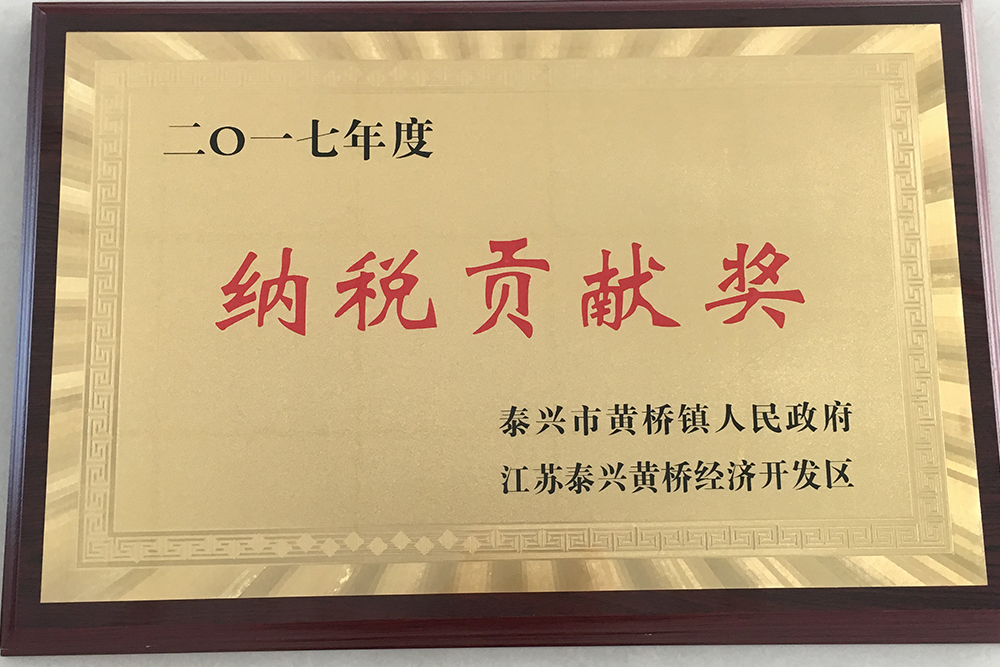 二〇一七年度
纳税贡献奖
泰兴市黄桥镇人民政府
江苏泰兴黄桥经济开发区